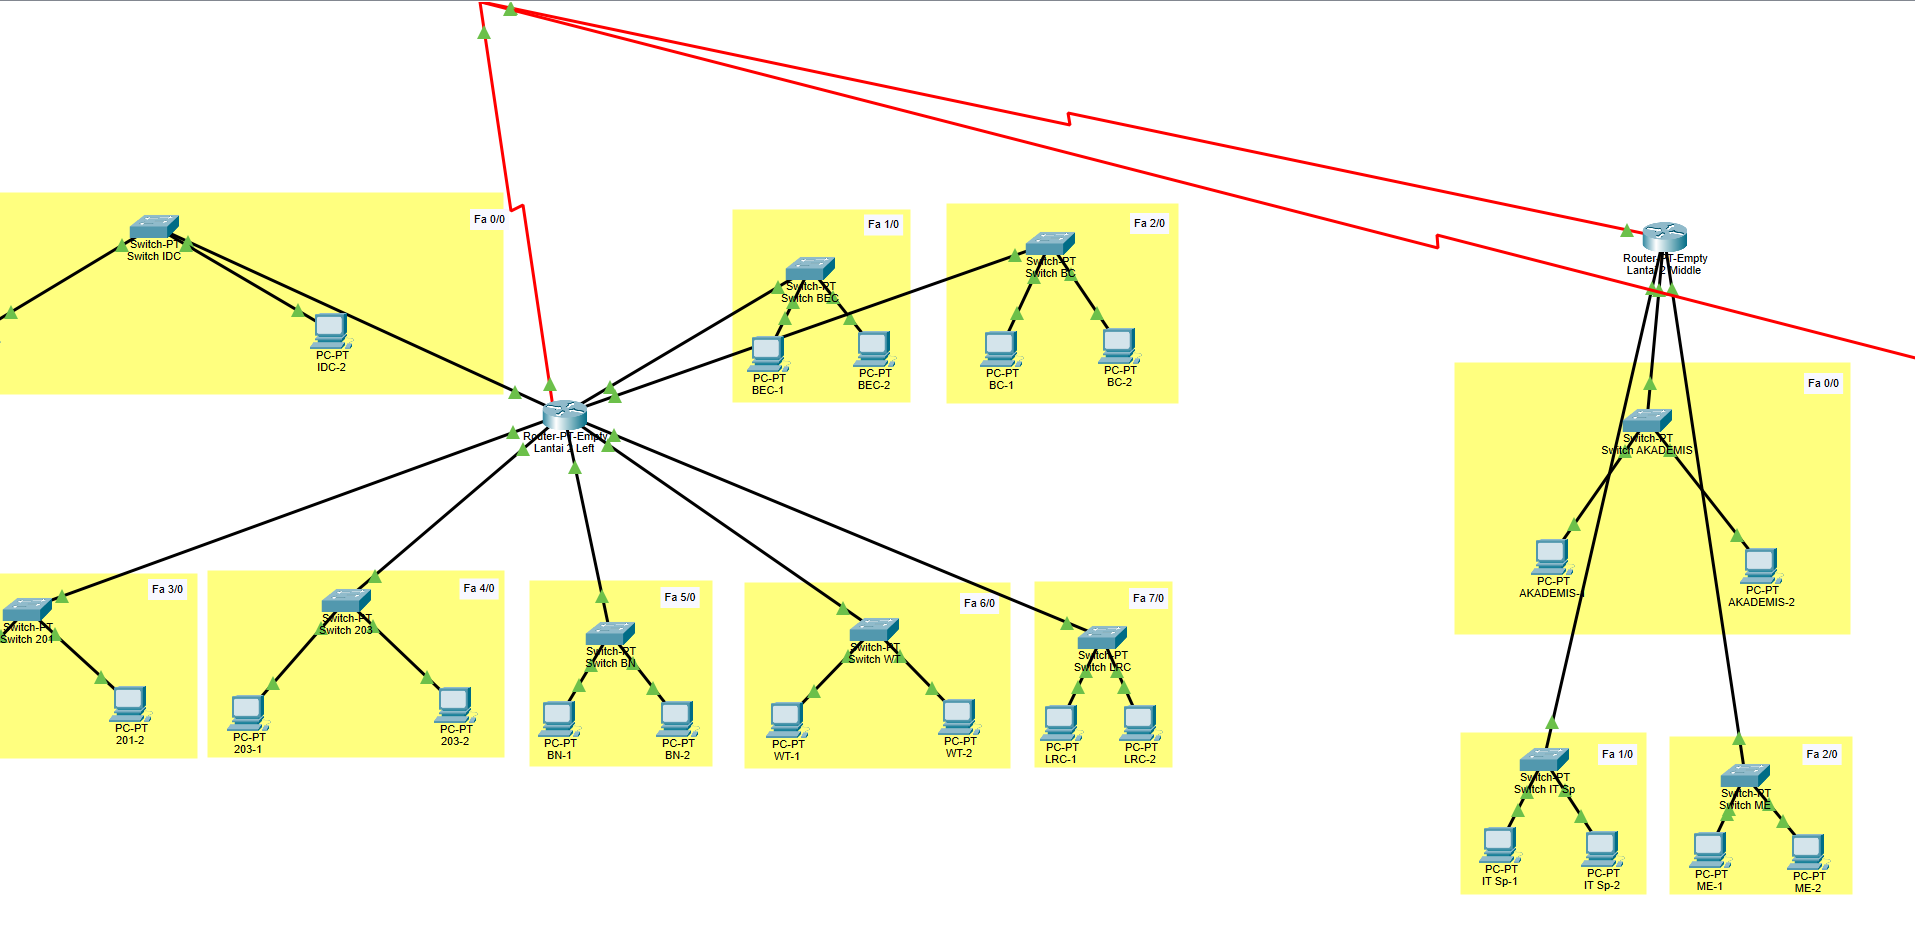 Fa 0/0
Switch-PT
Switch IDC
PC-PT
IDC-2
Fa 1/0
Switch-PT
Switch BEC
PC-PT
BEC-1
PC-PT
BEC-2
Fa 2/0
Switch-PT
Switch BC
PC-PT
BC-1
PC-PT
BC-2
Router-PT-Empty
Lantai 2 Left
Fa 3/0
Switch-PT
Switch 201
PC-PT
201-2
Fa 4/0
Switch-PT
Switch 203
PC-PT
203-1
PC-PT
203-2
Fa 5/0
Switch-PT
Switch BN
PC-PT
BN-1
PC-PT
BN-2
Fa 6/0
Switch-PT
Switch WT
PC-PT
WT-1
PC-PT
WT-2
Fa 7/0
Switch-PT
Switch LRC
PC-PT
LRC-1
PC-PT
LRC-2
Router-PT-Empty
Lantai 2 Middle
Fa 0/0
Switch-PT
Switch AKADEMIS
PC-PT
AKADEMIS-1
PC-PT
AKADEMIS-2
Fa 1/0
Switch-PT
Switch IT Sp
PC-PT
IT Sp-1
PC-PT
IT Sp-2
Fa 2/0
Switch-PT
Switch ME
PC-PT
ME-1
PC-PT
ME-2